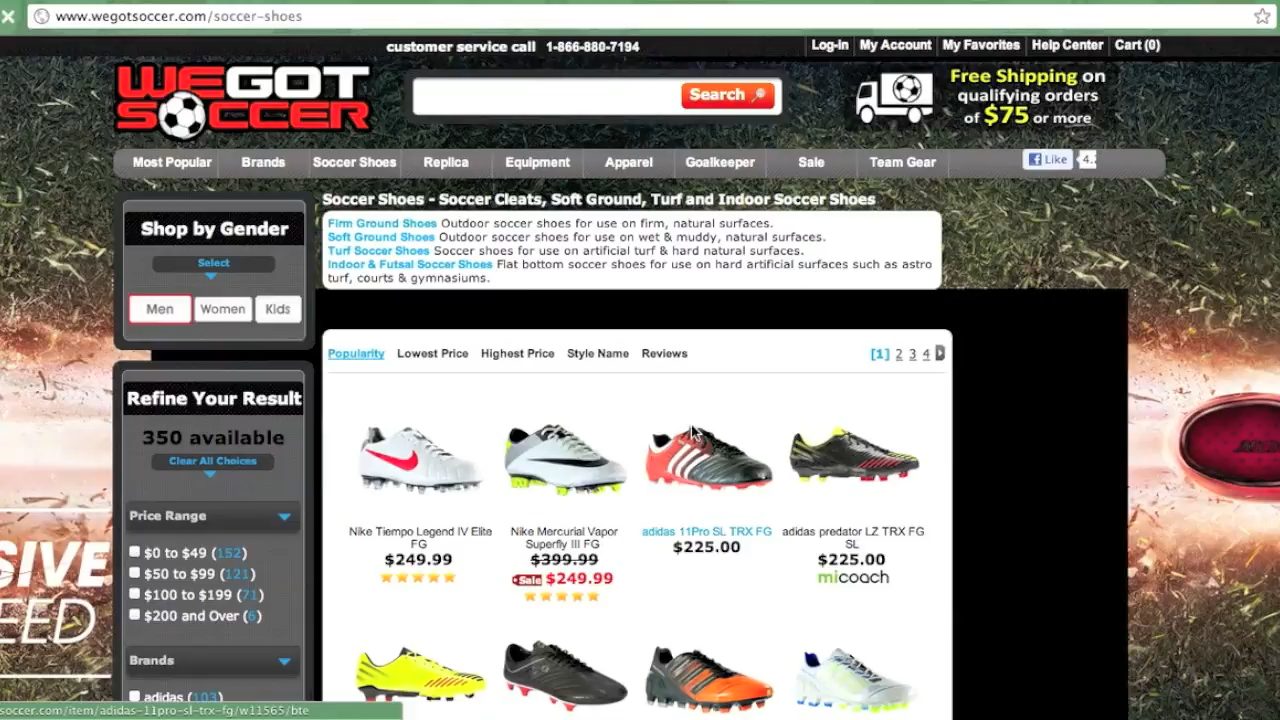 www.wegotsoccer.com/soccer-shoes
customer service call 1-866-880-7194
Log-In My Account My Favorites Help Center Cart (0)
WEGOT
SOCCER
Search
Free Shipping on
qualifying orders
of $75 or more
Most Popular Brands Soccer Shoes Replica Equipment Apparel Goalkeeper Sale Team Gear
Like 4.
Shop by Gender
Select
Men Women Kids
Soccer Shoes - Soccer Cleats, Soft Ground, Turf and Indoor Soccer Shoes
Firm Ground Shoes Outdoor soccer shoes for use on firm, natural surfaces.
Soft Ground Shoes Outdoor soccer shoes for use on wet & muddy, natural surfaces.
Turf Soccer Shoes Soccer shoes for use on artificial turf & hard natural surfaces.
Indoor & Futsal Soccer Shoes Flat bottom soccer shoes for use on hard artificial surfaces such as astro
turf, courts & gymnasiums.
Refine Your Result
350 available
Clear All Choices
Price Range
$0 to $49 (152)
$50 to $99 (121)
$100 to $199 (71)
$200 and Over (6)
Brands
adidas (103)
Popularity Lowest Price Highest Price Style Name Reviews
[1] 2 3 4
Nike Tiempo Legend IV Elite
FG
$249.99
Nike Mercurial Vapor
Superfly III FG
$399.99
Sale $249.99
adidas 11Pro SL TRX FG
$225.00
adidas predator LZ TRX FG
SL
$225.00
micoach
SIVE
EED
soccer.com/item/adidas-11pro-sl-trx-fg/w11565/bte